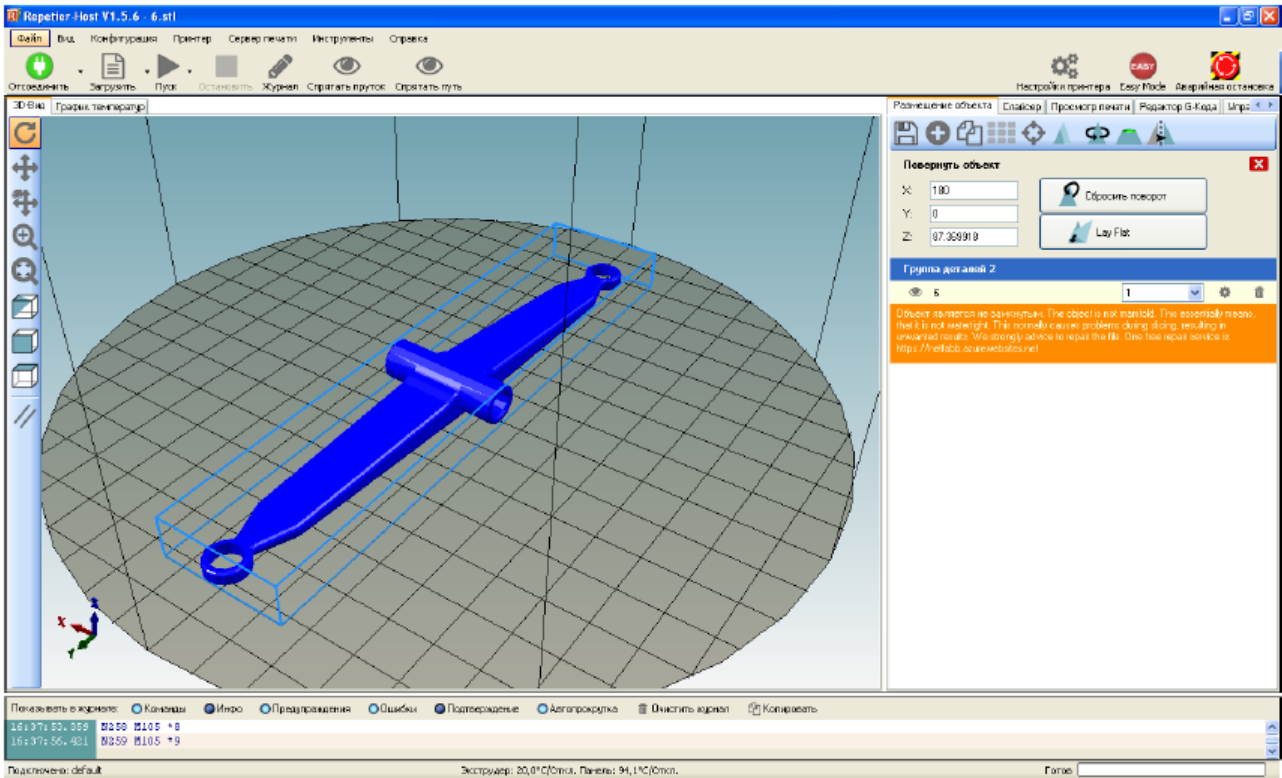 Repetier-Host V1.5.6 - 6.stl
Файл Вид Конфигурация Принтер Сервер печати Инструменты Справка
Отсоединить Загрузить Пуск Остановить Журнал Спрятать пруток Спрятать путь Настройки принтера Easy Mode Аварийная остановка
EASY
3D-Вид График температур
Размещение объекта Слайсер Просмотр печати Редактор G-Кода Упра
Повернуть объект
X: 180
Сбросить поворот
Y: 0
Z: 87.369918
Lay Flat
Группа деталей 2
6 1
Объект является не замкнутым. The object is not manifold. This essentially means,
that it is not watertight. This normally causes problems during slicing, resulting in
unwanted results. We strongly advice to repair the file. One free repair service is:
https://netfabb.azurewebsites.net
X
Y
Z
Показывать в журнале: Команды Инфо Предупреждения Ошибки Подтверждение Автопрокрутка Очистить журнал Копировать
16:37:53.359 N258 M105 *8
16:37:56.421 N259 M105 *9
Подключено: default Экструдер: 20,0°C/Откл. Панель: 94,1°C/Откл. Готов